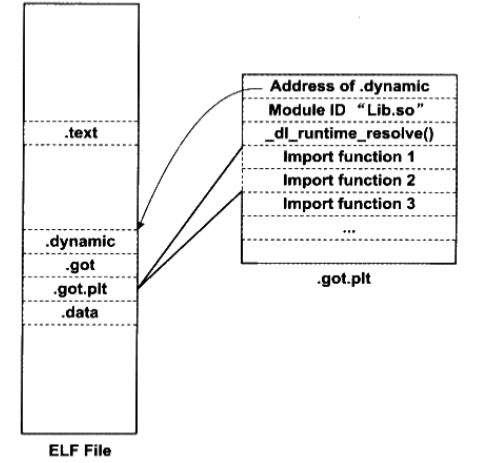 .text
.dynamic
.got
.got.plt
.data
ELF File
Address of .dynamic
Module ID “Lib.so”
_dl_runtime_resolve()
Import function 1
Import function 2
Import function 3
...
.got.plt